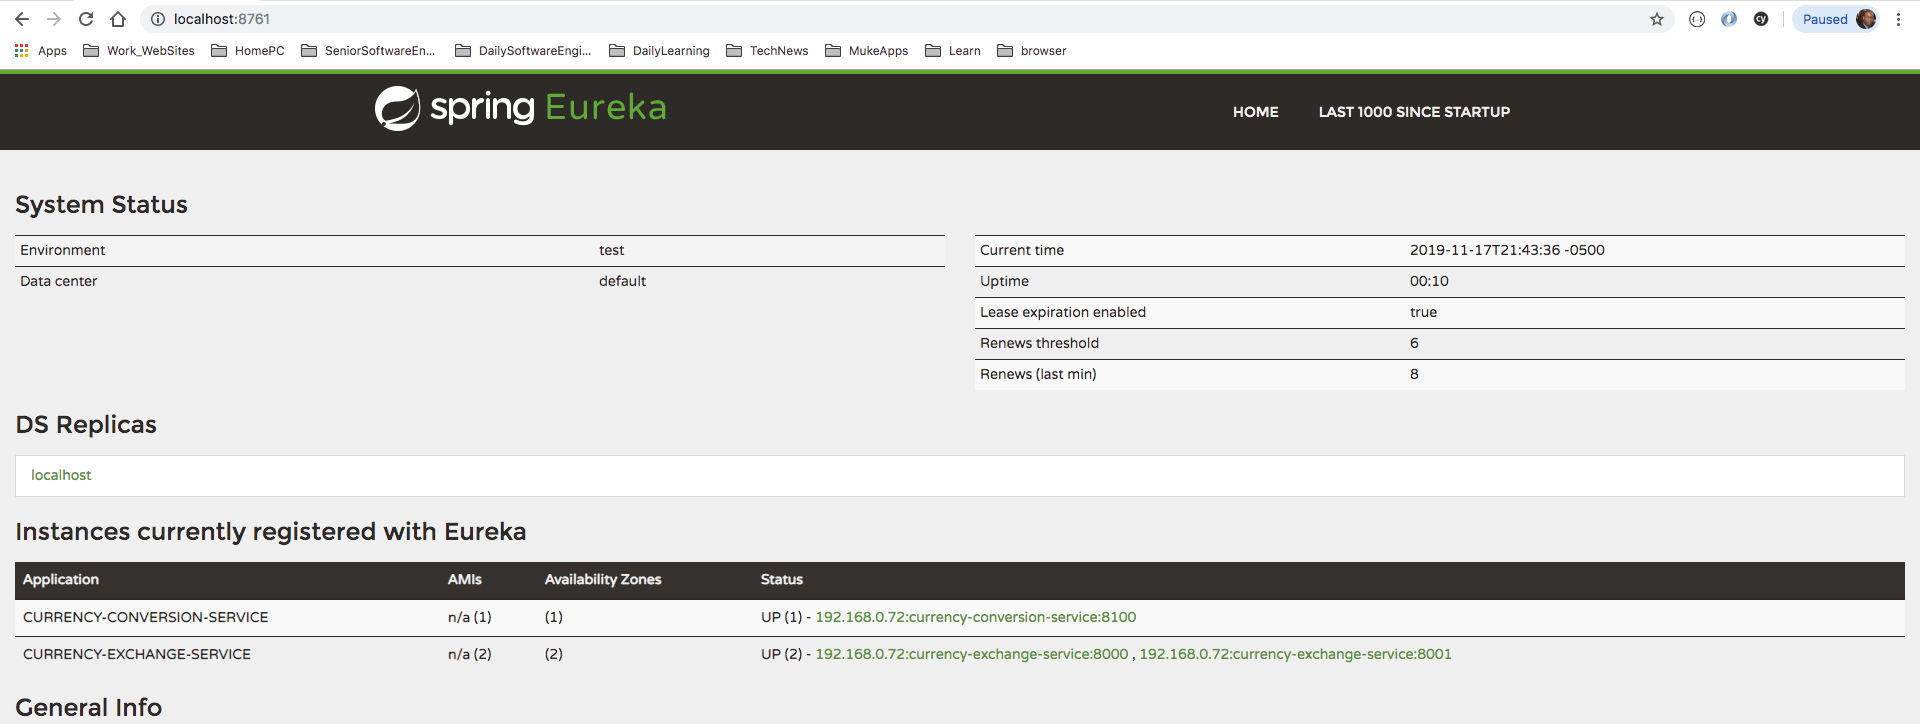 localhost:8761
Paused
Apps Work_WebSites HomePC SeniorSoftwareEn... DailySoftwareEngi... DailyLearning TechNews MukeApps Learn browser
spring Eureka
HOME LAST 1000 SINCE STARTUP
System Status
Environment test
Data center default
Current time 2019-11-17T21:43:36 -0500
Uptime 00:10
Lease expiration enabled true
Renews threshold 6
Renews (last min) 8
DS Replicas
localhost
Instances currently registered with Eureka
Application AMIs Availability Zones Status
CURRENCY-CONVERSION-SERVICE n/a (1) (1) UP (1) - 192.168.0.72:currency-conversion-service:8100
CURRENCY-EXCHANGE-SERVICE n/a (2) (2) UP (2) - 192.168.0.72:currency-exchange-service:8000 , 192.168.0.72:currency-exchange-service:8001
General Info